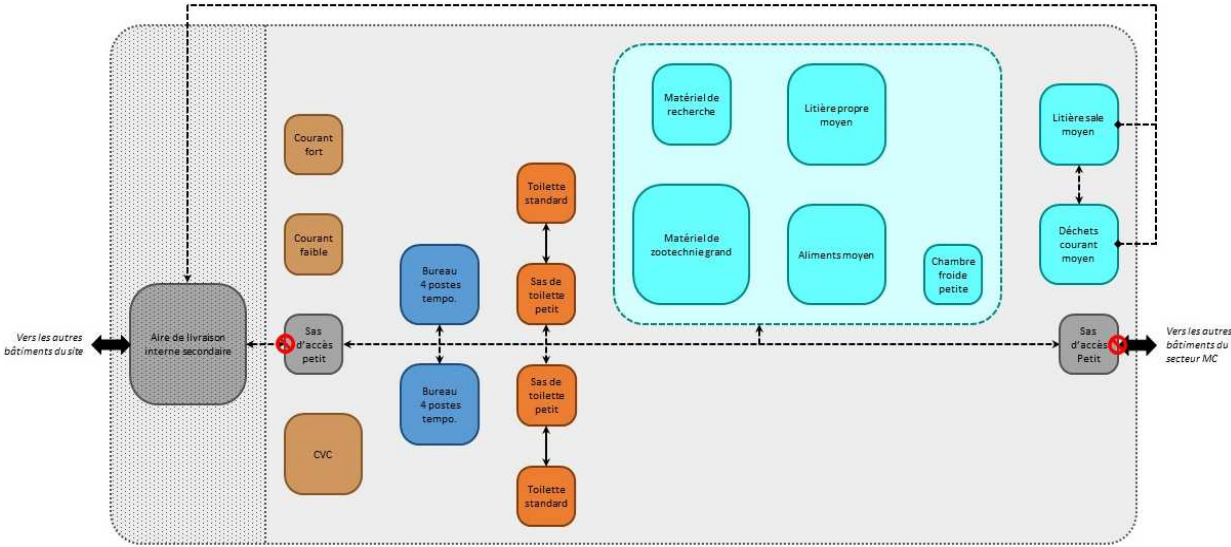 Courant
fort
Courant
faible
Vers les autres
bâtiments du site
Aire de livraison
interne secondaire
Sas
d'accès
petit
CVC
Bureau
4 postes
tempo.
Bureau
4 postes
tempo.
Toilette
standard
Sas de
toilette
petit
Sas de
toilette
petit
Toilette
standard
Matériel de
recherche
Litière propre
moyen
Matériel de
zootechnie grand
Aliments moyen
Chambre
froide
petite
Litière sale
moyen
Déchets
courant
moyen
Sas
d'accès
Petit
Vers les autres
bâtiments du
secteur MC